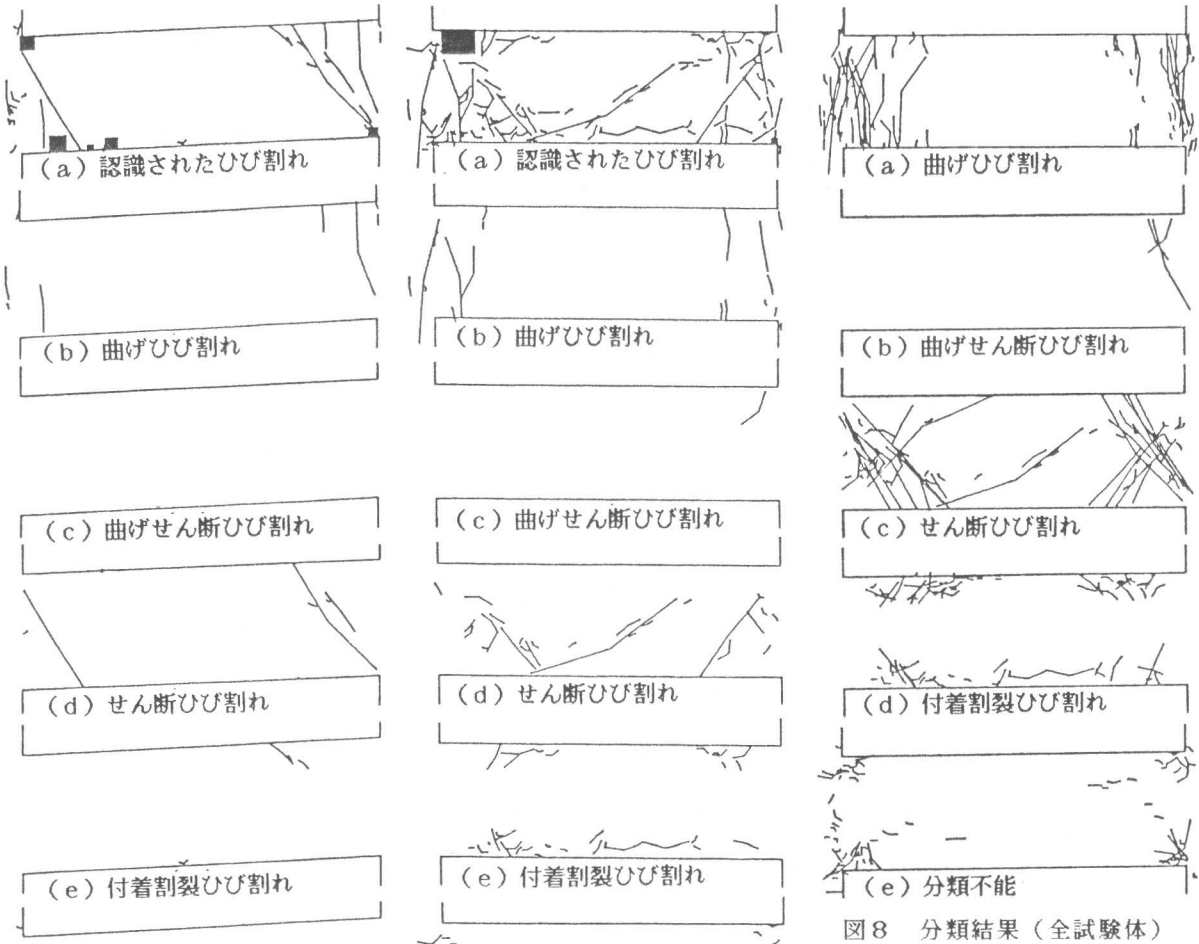 (a) 認識されたひび割れ
(b) 曲げひび割れ
(c) 曲げせん断ひび割れ
(d) せん断ひび割れ
(e) 付着割裂ひび割れ
(a) 認識されたひび割れ
(b) 曲げひび割れ
(c) 曲げせん断ひび割れ
(d) せん断ひび割れ
(e) 付着割裂ひび割れ
(a) 曲げひび割れ
(b) 曲げせん断ひび割れ
(c) せん断ひび割れ
(d) 付着割裂ひび割れ
(e) 分類不能
図8 分類結果(全試験体)